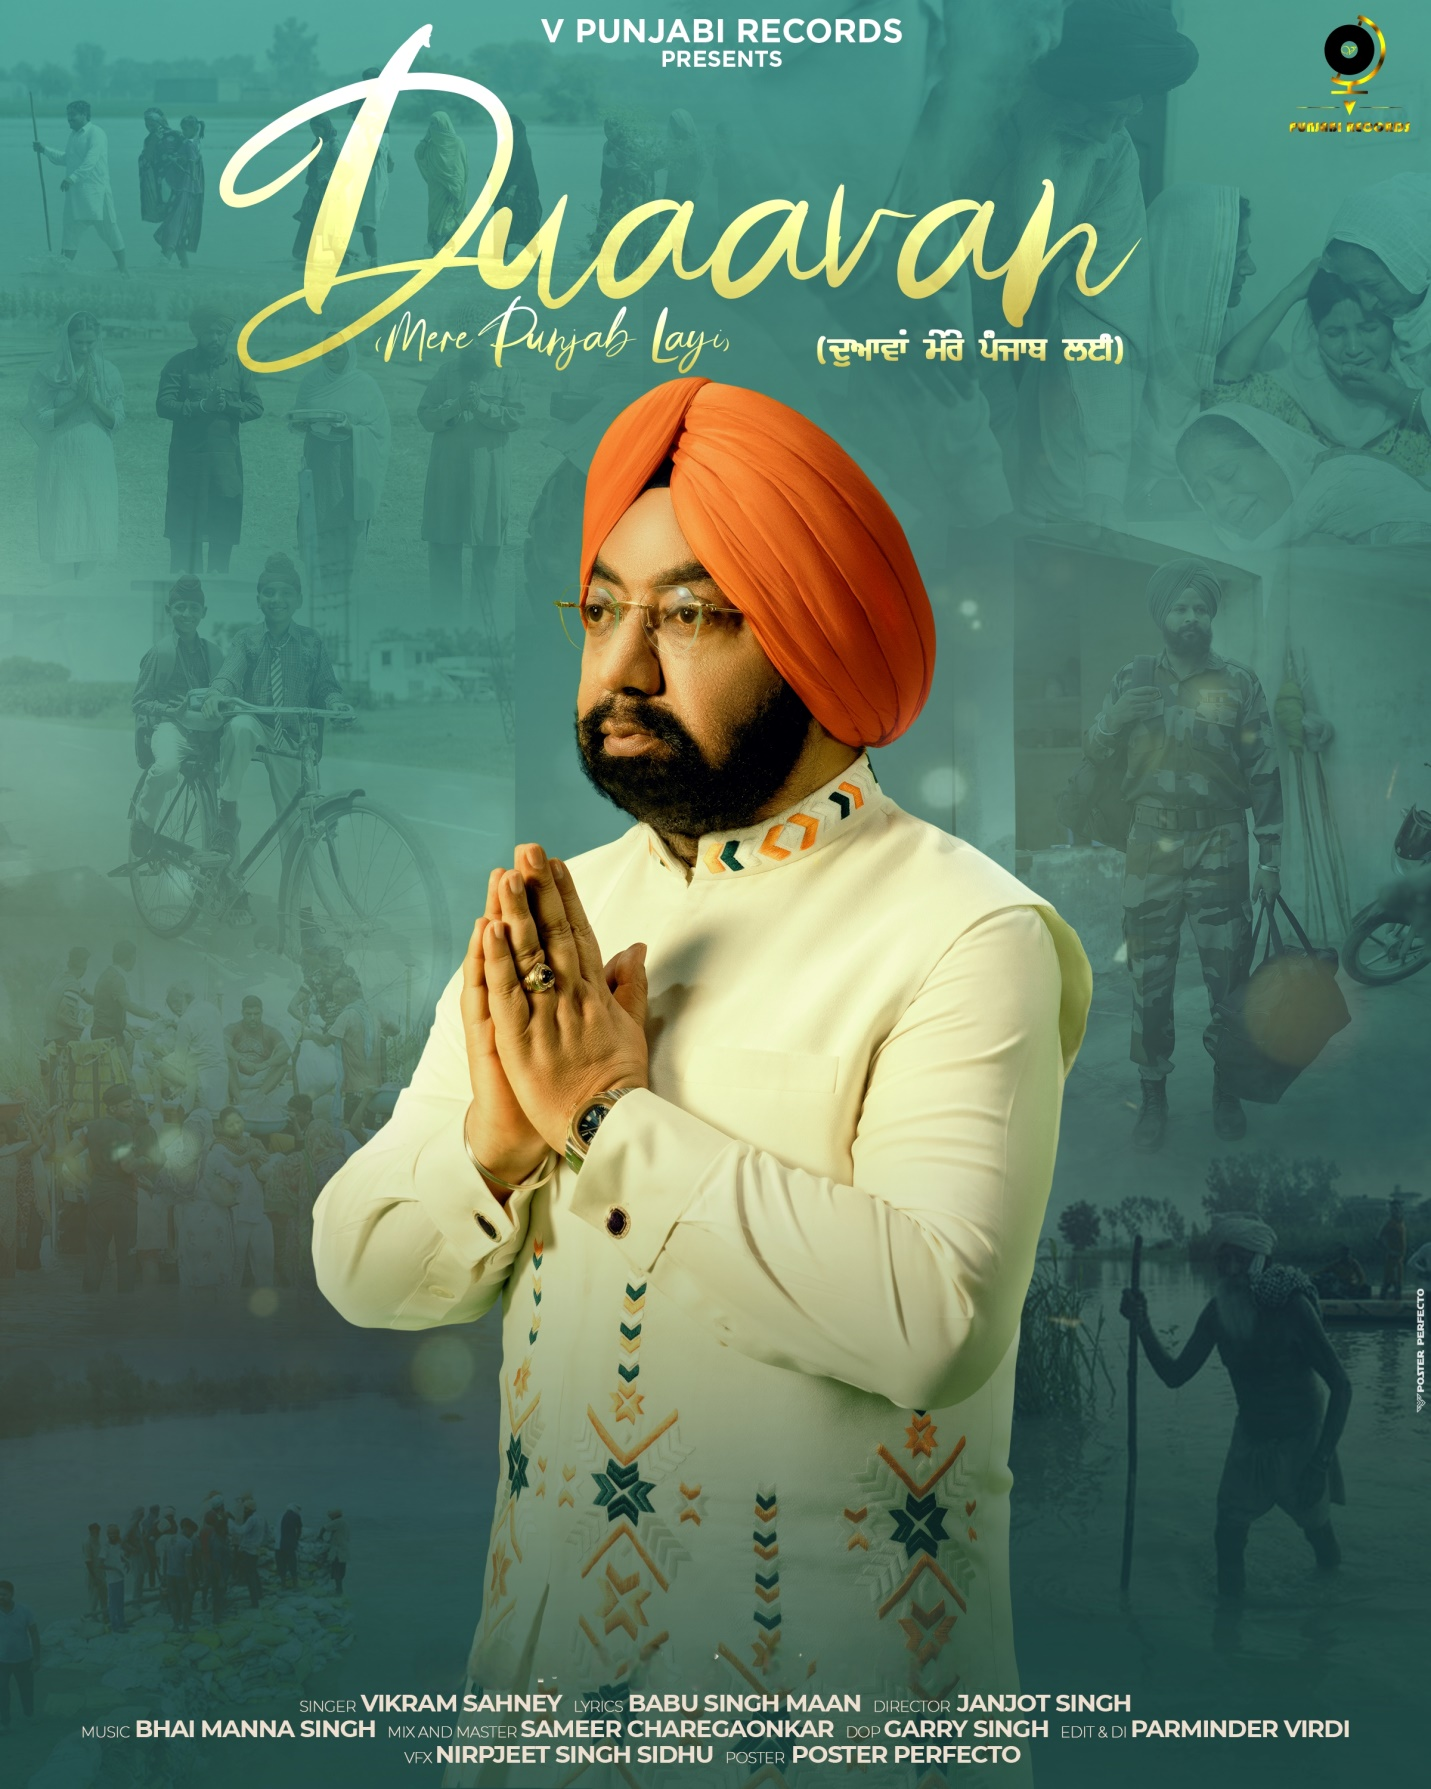 V PUNJABI RECORDS
PRESENTS
PUNJABI RECORDS
Duaavan
(Mere Punjab Layi)
(ਦੁਆਵਾਂ ਮੇਰੇ ਪੰਜਾਬ ਲਈ)
POSTER PERFECTO
SINGER VIKRAM SAHNEY LYRICS BABU SINGH MAAN DIRECTOR JANJOT SINGH
MUSIC BHAI MANNA SINGH MIX AND MASTER SAMEER CHAREGAONKAR DOP GARRY SINGH EDIT & DI PARMINDER VIRDI
VFX NIRPJEET SINGH SIDHU POSTER POSTER PERFECTO